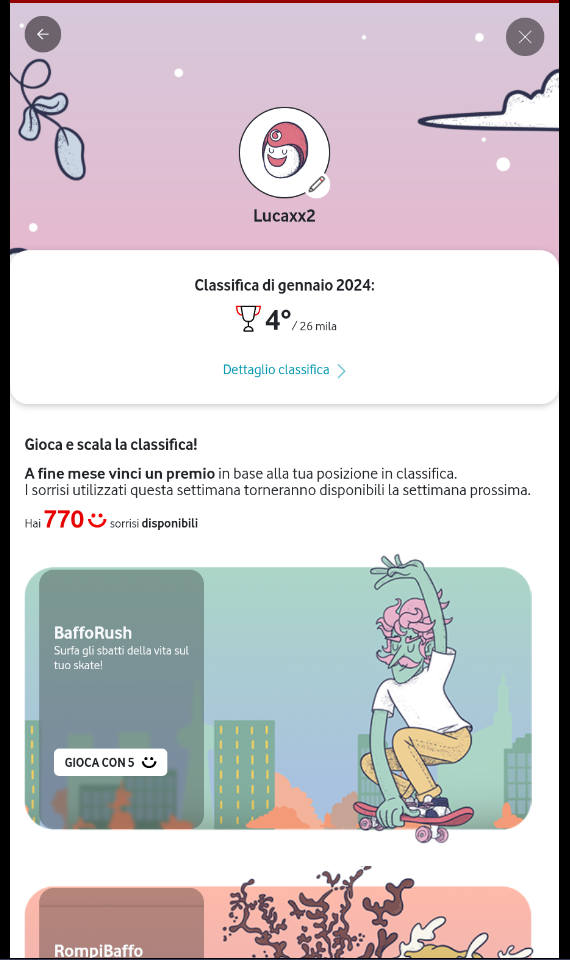 Lucaxx2
Classifica di gennaio 2024:
4° / 26 mila
Dettaglio classifica
Gioca e scala la classifica!
A fine mese vinci un premio in base alla tua posizione in classifica.
I sorrisi utilizzati questa settimana torneranno disponibili la settimana prossima.
Hai 770 sorrisi disponibili
BaffoRush
Surfa gli sbatti della vita sul
tuo skate!
GIOCA CON 5
RompiBaffo